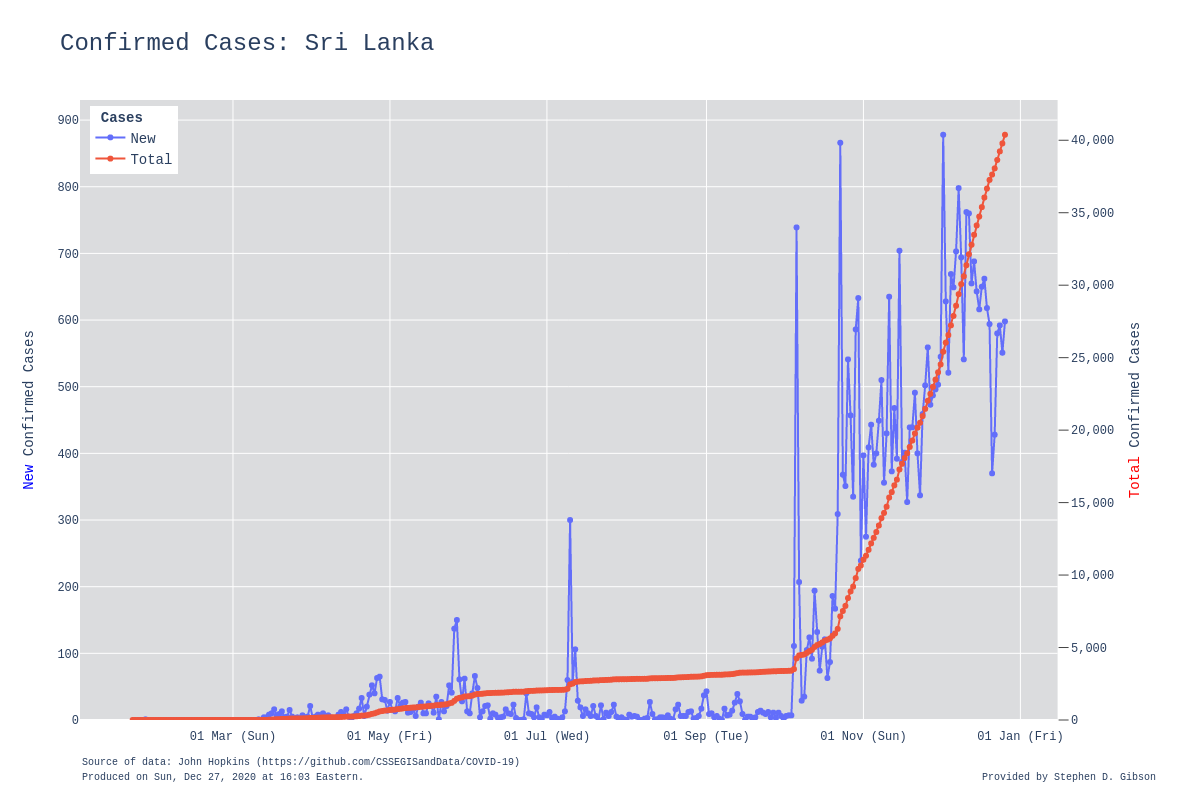 Confirmed Cases: Sri Lanka
Cases
New
Total
900
800
700
600
500
400
300
200
100
0
New Confirmed Cases
40,000
35,000
30,000
25,000
20,000
15,000
10,000
5,000
0
Total Confirmed Cases
01 Mar (Sun) 01 May (Fri) 01 Jul (Wed) 01 Sep (Tue) 01 Nov (Sun) 01 Jan (Fri)
Source of data: John Hopkins (https://github.com/CSSEGISandData/COVID-19)
Produced on Sun, Dec 27, 2020 at 16:03 Eastern.
Provided by Stephen D. Gibson